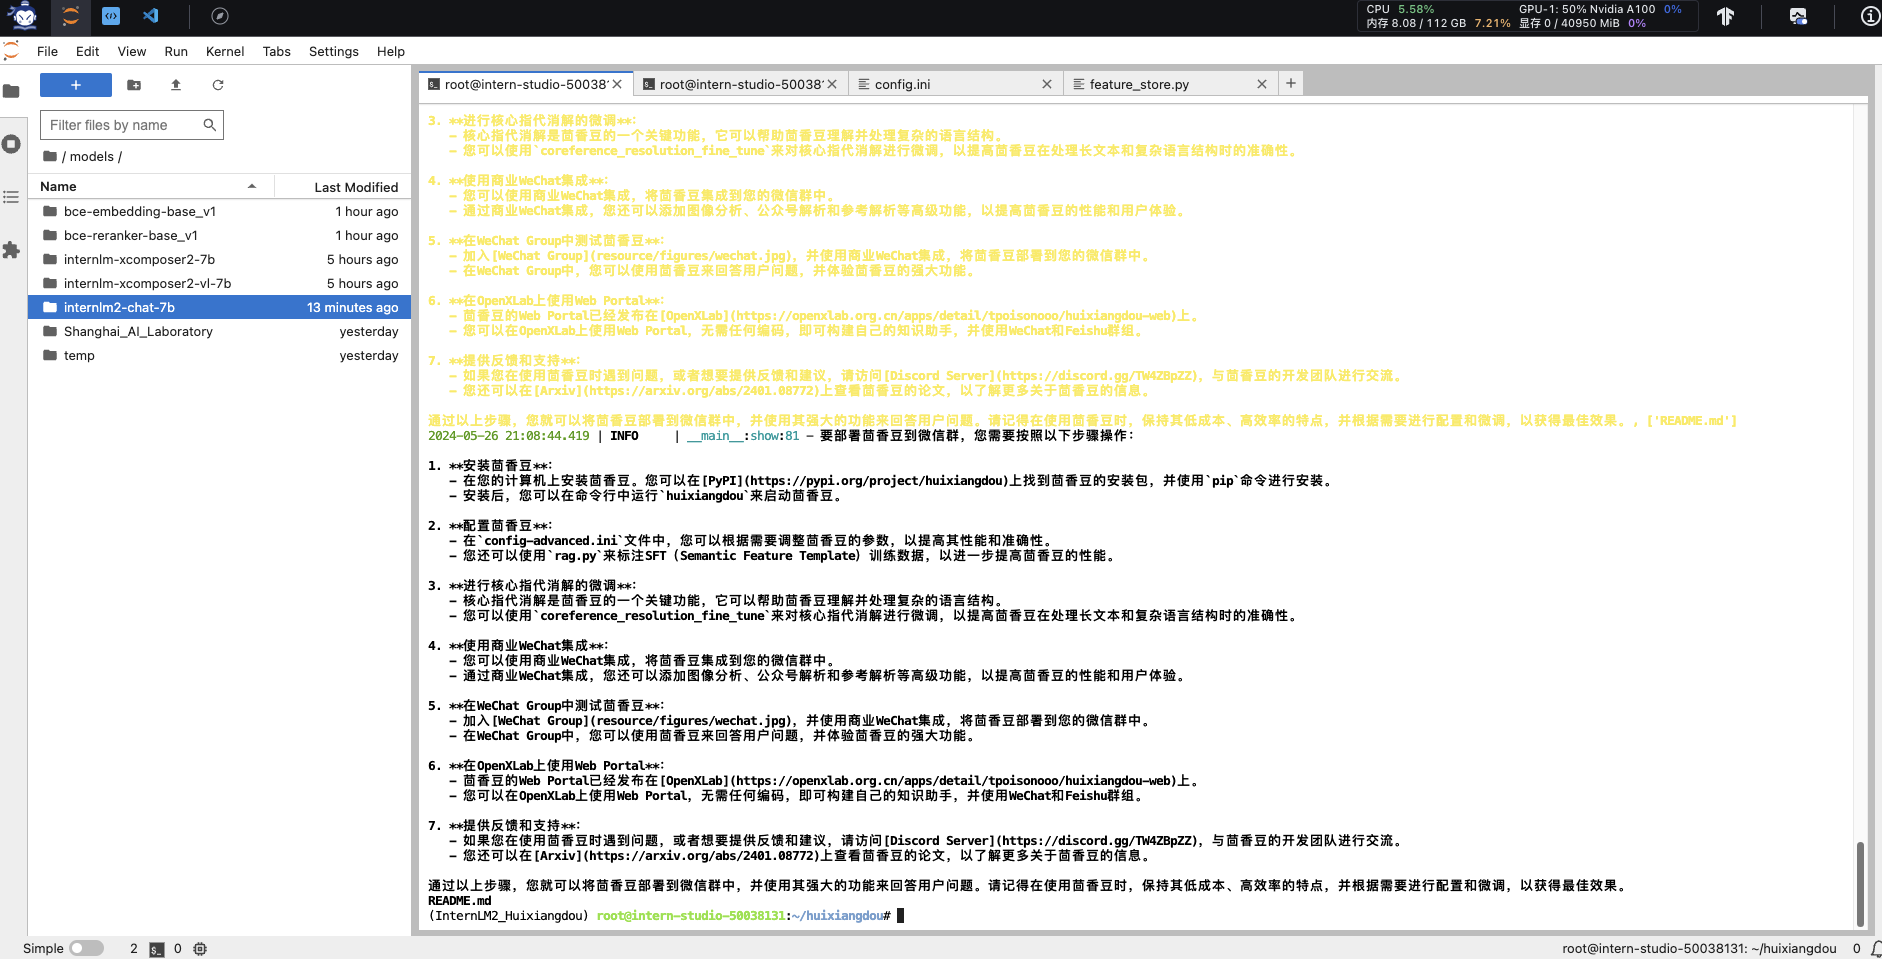 CPU 5.58%
GPU-1: 50% Nvidia A100 0%
内存 8.08 / 112 GB 7.21%
显存 0 / 40950 MiB 0%
File Edit View Run Kernel Tabs Settings Help
root@intern-studio-50038
root@intern-studio-50038
config.ini
feature_store.py
Filter files by name
/ models /
Name Last Modified
bce-embedding-base_v1 1 hour ago
bce-reranker-base_v1 1 hour ago
internlm-xcomposer2-7b 5 hours ago
internlm-xcomposer2-vl-7b 5 hours ago
internlm2-chat-7b 13 minutes ago
Shanghai_AI_Laboratory yesterday
temp yesterday
3. **进行核心指代消解的微调**:
- 核心指代消解是茴香豆的一个关键功能，它可以帮助茴香豆理解并处理复杂的语言结构。
- 您可以使用`coreference_resolution_fine_tune`来对核心指代消解进行微调，以提高茴香豆在处理长文本和复杂语言结构时的准确性。
4. **使用商业WeChat集成**:
- 您可以使用商业WeChat集成，将茴香豆集成到您的微信群中。
- 通过商业WeChat集成，您还可以添加图像分析、公众号解析和参考解析等高级功能，以提高茴香豆的性能和用户体验。
5. **在WeChat Group中测试茴香豆**:
- 加入[WeChat Group](resource/figures/wechat.jpg)，并使用商业WeChat集成，将茴香豆部署到您的微信群中。
- 在WeChat Group中，您可以使用茴香豆来回答用户问题，并体验茴香豆的强大功能。
6. **在OpenXLab上使用Web Portal**:
- 茴香豆的Web Portal已经发布在[OpenXLab](https://openxlab.org.cn/apps/detail/tpoisonooo/huixiangdou-web)上。
- 您可以在OpenXLab上使用Web Portal，无需任何编码，即可构建自己的知识助手，并使用WeChat和Feishu群组。
7. **提供反馈和支持**:
- 如果您在使用茴香豆时遇到问题，或者想要提供反馈和建议，请访问[Discord Server](https://discord.gg/TW4ZBpZZ)，与茴香豆的开发团队进行交流。
- 您还可以在[Arxiv](https://arxiv.org/abs/2401.08772)上查看茴香豆的论文，以了解更多关于茴香豆的信息。
通过以上步骤，您就可以将茴香豆部署到微信群中，并使用其强大的功能来回答用户问题。请记得在使用茴香豆时，保持其低成本、高效率的特点，并根据需要进行配置和微调，以获得最佳效果。, ['README.md']
2024-05-26 21:08:44.419 | INFO | __main__:show:81 - 要部署茴香豆到微信群，您需要按照以下步骤操作:
1. **安装茴香豆**:
- 在您的计算机上安装茴香豆。您可以在[PyPI](https://pypi.org/project/huixiangdou)上找到茴香豆的安装包，并使用`pip`命令进行安装。
- 安装后，您可以在命令行中运行`huixiangdou`来启动茴香豆。
2. **配置茴香豆**:
- 在`config-advanced.ini`文件中，您可以根据需要调整茴香豆的参数，以提高其性能和准确性。
- 您还可以使用`rag.py`来标注SFT（Semantic Feature Template）训练数据，以进一步提高茴香豆的性能。
3. **进行核心指代消解的微调**:
- 核心指代消解是茴香豆的一个关键功能，它可以帮助茴香豆理解并处理复杂的语言结构。
- 您可以使用`coreference_resolution_fine_tune`来对核心指代消解进行微调，以提高茴香豆在处理长文本和复杂语言结构时的准确性。
4. **使用商业WeChat集成**:
- 您可以使用商业WeChat集成，将茴香豆集成到您的微信群中。
- 通过商业WeChat集成，您还可以添加图像分析、公众号解析和参考解析等高级功能，以提高茴香豆的性能和用户体验。
5. **在WeChat Group中测试茴香豆**:
- 加入[WeChat Group](resource/figures/wechat.jpg)，并使用商业WeChat集成，将茴香豆部署到您的微信群中。
- 在WeChat Group中，您可以使用茴香豆来回答用户问题，并体验茴香豆的强大功能。
6. **在OpenXLab上使用Web Portal**:
- 茴香豆的Web Portal已经发布在[OpenXLab](https://openxlab.org.cn/apps/detail/tpoisonooo/huixiangdou-web)上。
- 您可以在OpenXLab上使用Web Portal，无需任何编码，即可构建自己的知识助手，并使用WeChat和Feishu群组。
7. **提供反馈和支持**:
- 如果您在使用茴香豆时遇到问题，或者想要提供反馈和建议，请访问[Discord Server](https://discord.gg/TW4ZBpZZ)，与茴香豆的开发团队进行交流。
- 您还可以在[Arxiv](https://arxiv.org/abs/2401.08772)上查看茴香豆的论文，以了解更多关于茴香豆的信息。
通过以上步骤，您就可以将茴香豆部署到微信群中，并使用其强大的功能来回答用户问题。请记得在使用茴香豆时，保持其低成本、高效率的特点，并根据需要进行配置和微调，以获得最佳效果。
README.md
(InternLM2_Huixiangdou) root@intern-studio-50038131:~/huixiangdou#
Simple 2 0
root@intern-studio-50038131: ~/huixiangdou 0